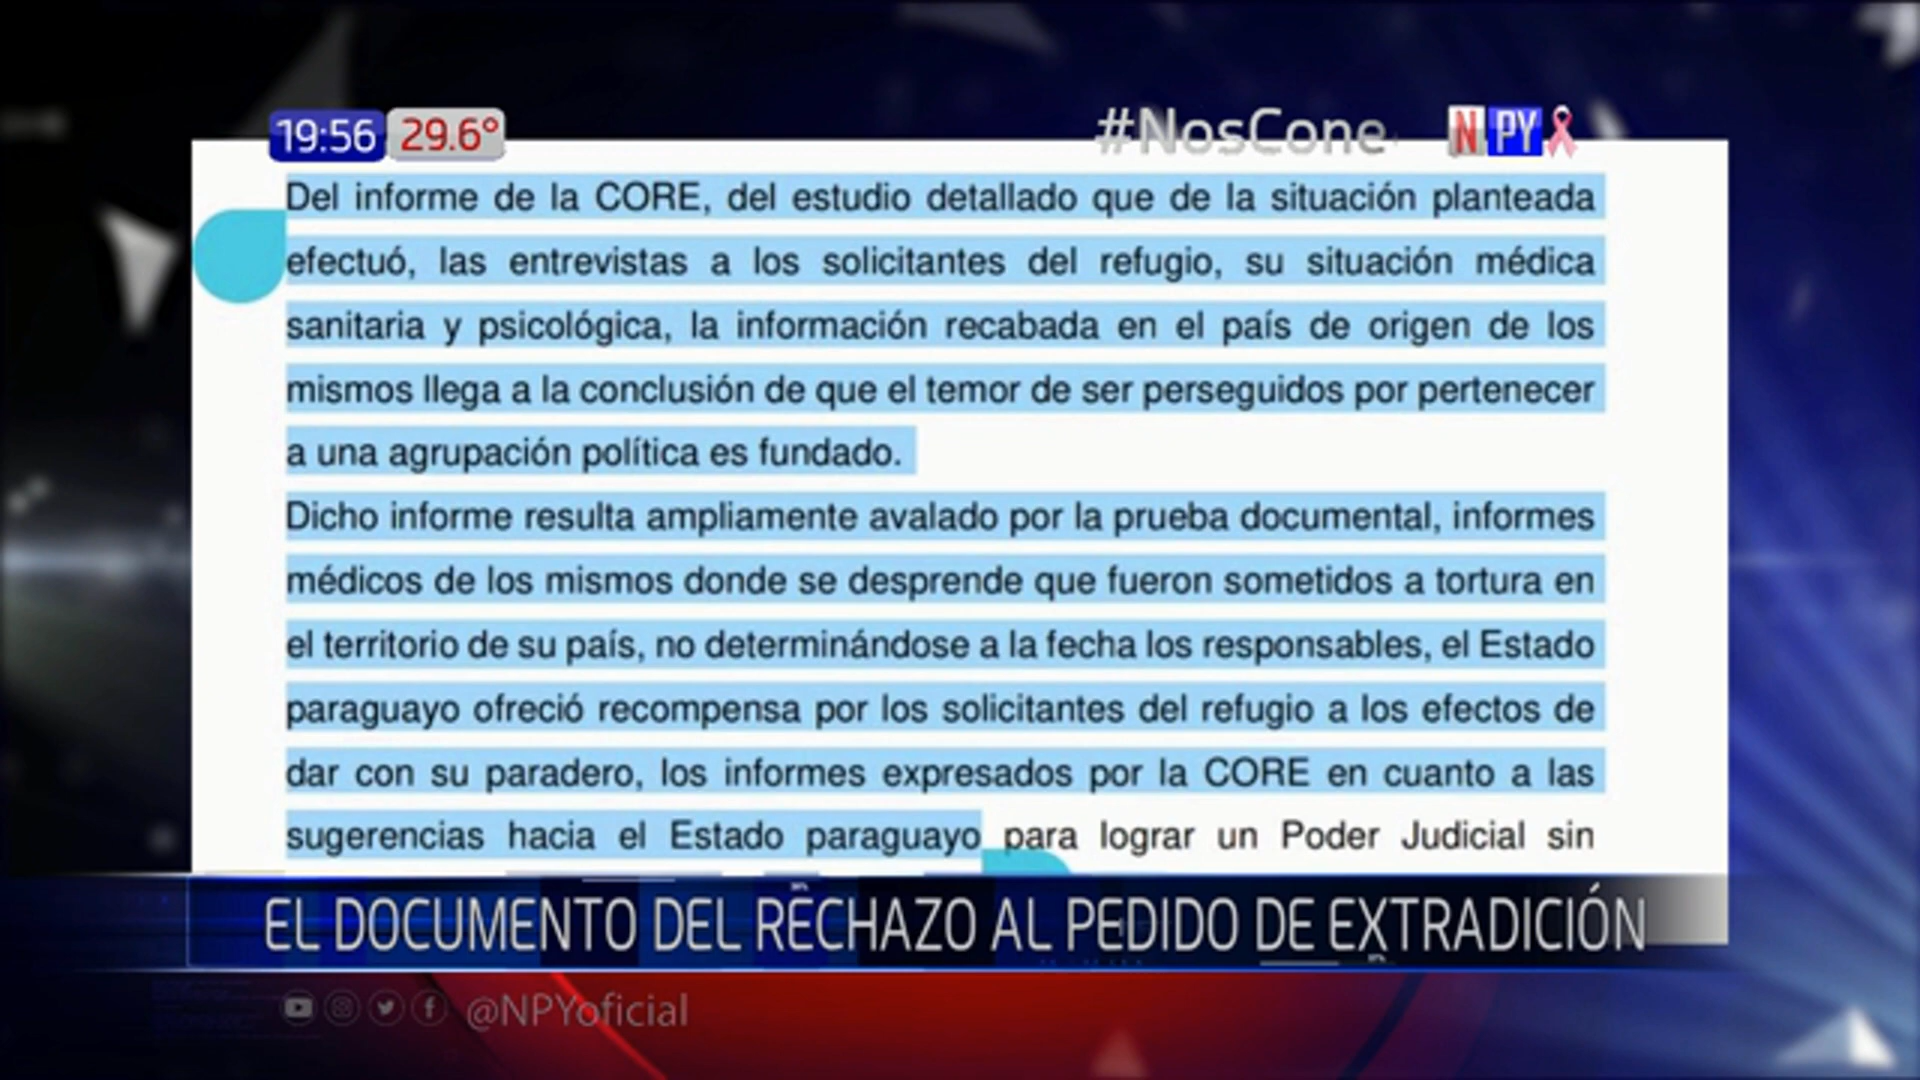 19:56 29.6° #NosCone NPY
Del informe de la CORE, del estudio detallado que de la situación planteada
efectuó, las entrevistas a los solicitantes del refugio, su situación médica
sanitaria y psicológica, la información recabada en el país de origen de los
mismos llega a la conclusión de que el temor de ser perseguidos por pertenecer
a una agrupación política es fundado.
Dicho informe resulta ampliamente avalado por la prueba documental, informes
médicos de los mismos donde se desprende que fueron sometidos a tortura en
el territorio de su país, no determinándose a la fecha los responsables, el Estado
paraguayo ofreció recompensa por los solicitantes del refugio a los efectos de
dar con su paradero, los informes expresados por la CORE en cuanto a las
sugerencias hacia el Estado paraguayo para lograr un Poder Judicial sin
EL DOCUMENTO DEL RECHAZO AL PEDIDO DE EXTRADICIÓN
@NPYoficial